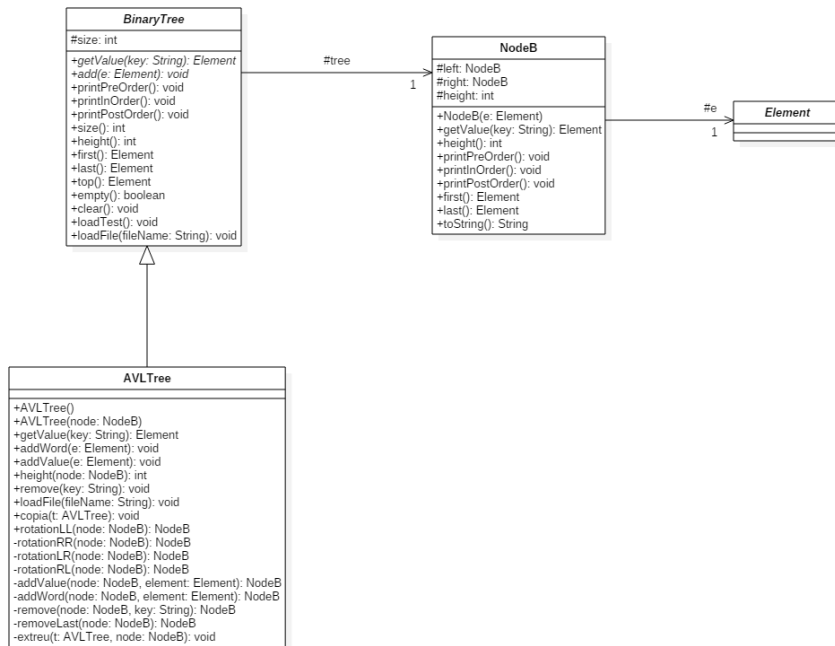 BinaryTree
#size: int
+getValue(key: String): Element
+add(e: Element): void
+printPreOrder(): void
+printInOrder(): void
+printPostOrder(): void
+size(): int
+height(): int
+first(): Element
+last(): Element
+top(): Element
+empty(): boolean
+clear(): void
+loadTest(): void
+loadFile(fileName: String): void
#tree
1
NodeB
#left: NodeB
#right: NodeB
#height: int
+NodeB(e: Element)
+getValue(key: String): Element
+height(): int
+printPreOrder(): void
+printInOrder(): void
+printPostOrder(): void
+first(): Element
+last(): Element
+toString(): String
#e
1
Element
AVLTree
+AVLTree()
+AVLTree(node: NodeB)
+getValue(key: String): Element
+addWord(e: Element): void
+addValue(e: Element): void
+height(node: NodeB): int
+remove(key: String): void
+loadFile(fileName: String): void
+copia(t: AVLTree): void
+rotationLL(node: NodeB): NodeB
-rotationRR(node: NodeB): NodeB
-rotationLR(node: NodeB): NodeB
-rotationRL(node: NodeB): NodeB
-addValue(node: NodeB, element: Element): NodeB
-addWord(node: NodeB, element: Element): NodeB
-remove(node: NodeB, key: String): NodeB
-removeLast(node: NodeB): NodeB
-extreu(t: AVLTree, node: NodeB): void